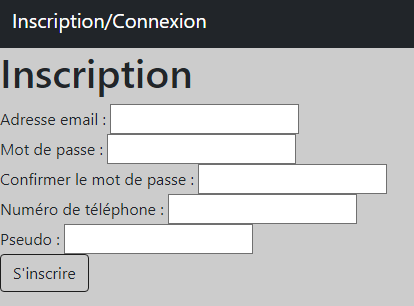 Inscription/Connexion
Inscription
Adresse email :
Mot de passe :
Confirmer le mot de passe :
Numéro de téléphone :
Pseudo :
S'inscrire